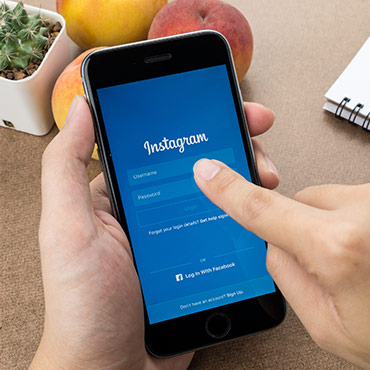 Instagram
Username
Password
Forgot your login details? Get help signing
OR
Log In With Facebook
Don't have an account? Sign Up.